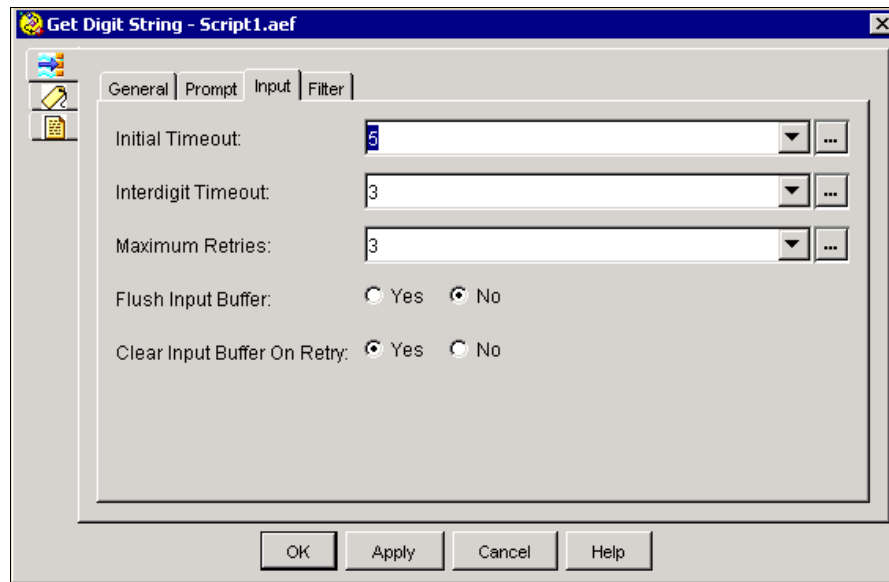 Get Digit String - Script1.aef
General Prompt Input Filter
Initial Timeout: 5 ...
Interdigit Timeout: 3 ...
Maximum Retries: 3 ...
Flush Input Buffer: Yes No
Clear Input Buffer On Retry: Yes No
OK Apply Cancel Help